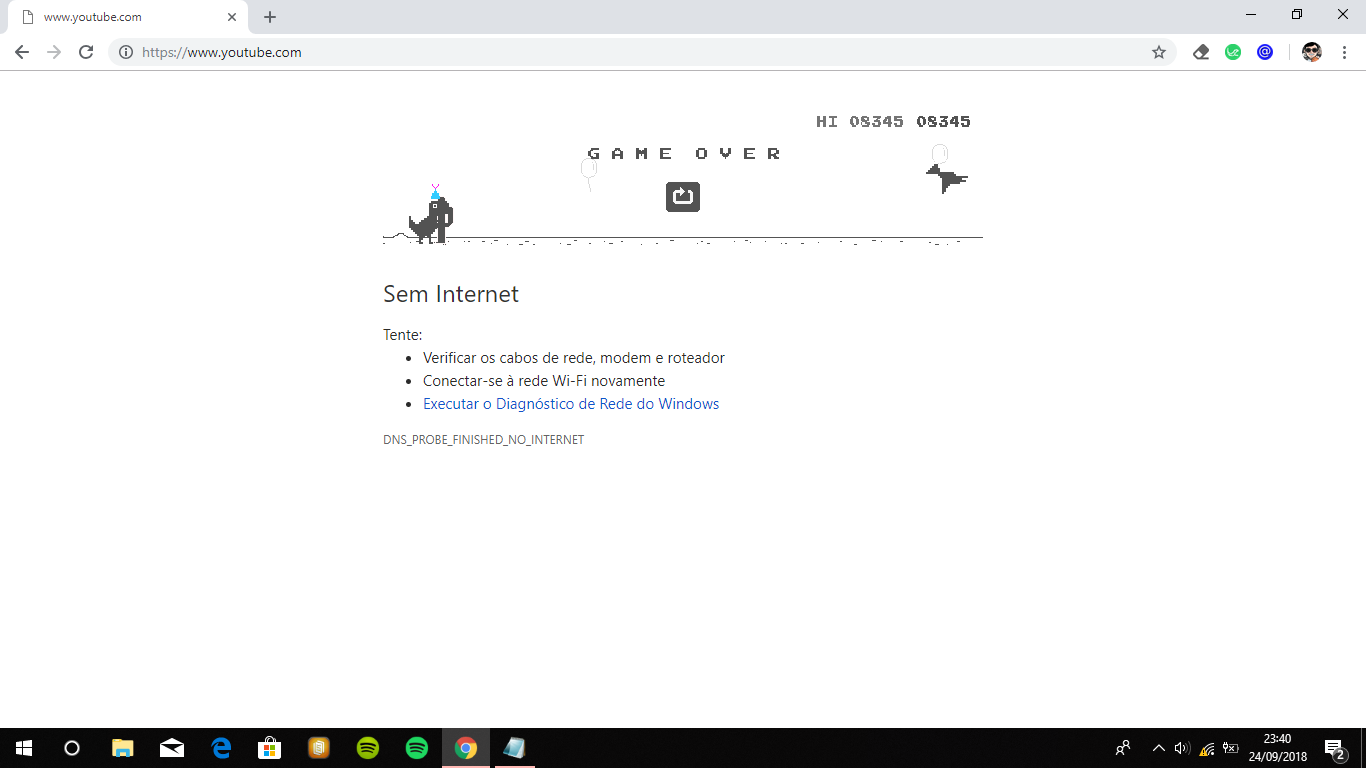 www.youtube.com
https://www.youtube.com
HI 08345 08345
GAME OVER
Sem Internet
Tente:
Verificar os cabos de rede, modem e roteador
Conectar-se à rede Wi-Fi novamente
Executar o Diagnóstico de Rede do Windows
DNS_PROBE_FINISHED_NO_INTERNET
23:40
24/09/2018
2